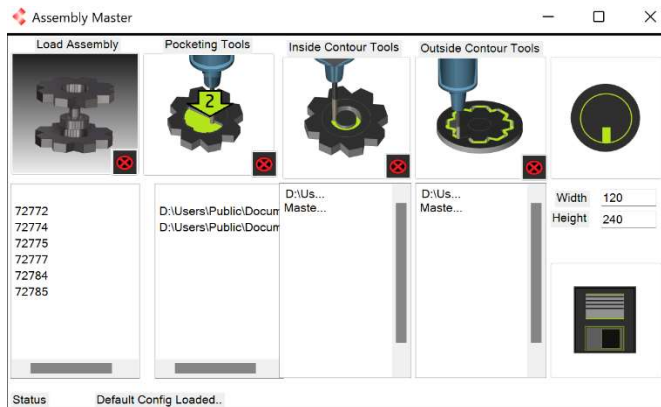 Assembly Master
Load Assembly
Pocketing Tools
Inside Contour Tools
Outside Contour Tools
2
72772
72774
72775
72777
72784
72785
D:\Users\Public\Docum
D:\Users\Public\Docum
D:\Us...
Maste...
D:\Us...
Maste...
Width 120
Height 240
Status Default Config Loaded..